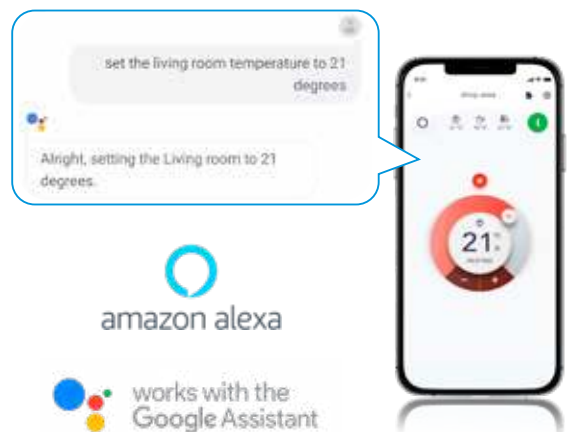 set the living room temperature to 21
degrees
Alright, setting the Living room to 21
degrees.
21
amazon alexa
works with the
Google Assistant